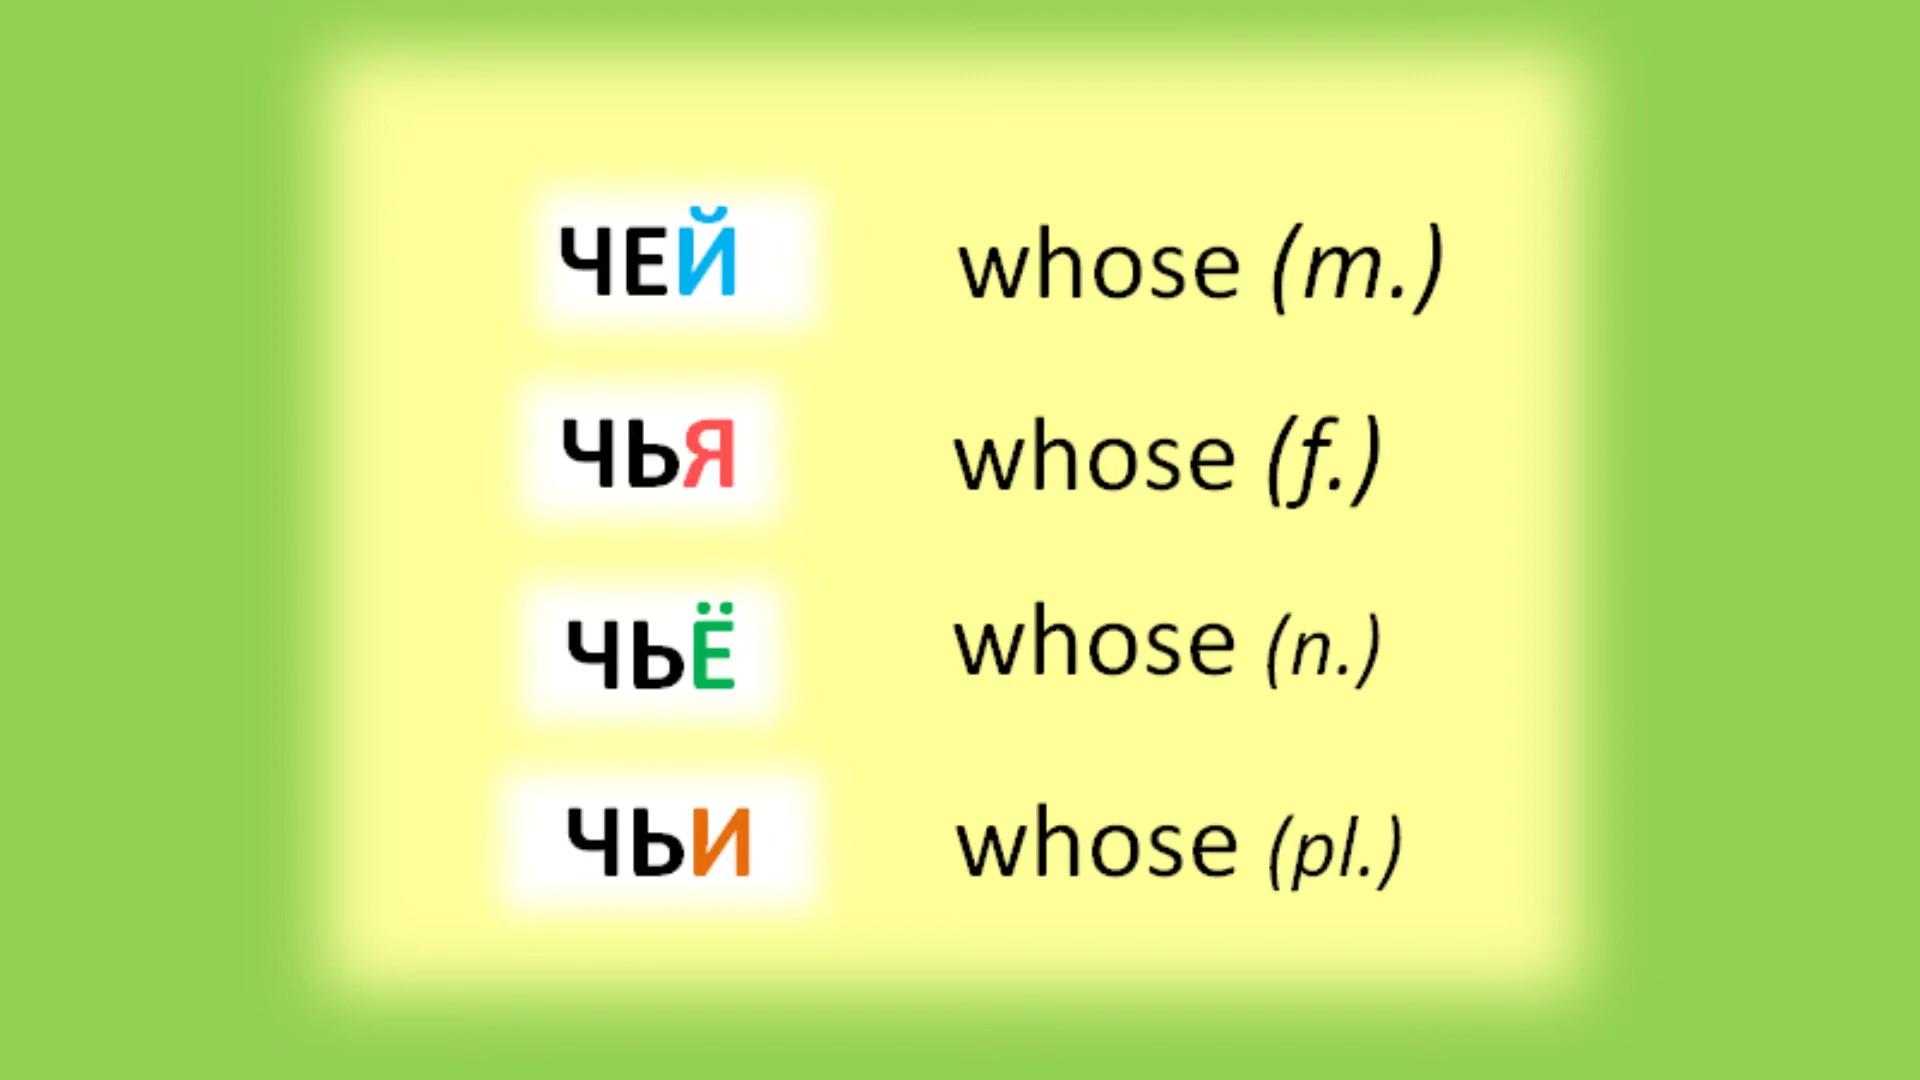 ЧЕЙ whose (m.)
ЧЬЯ whose (f.)
ЧЬЁ whose (n.)
ЧЬИ whose (pl.)